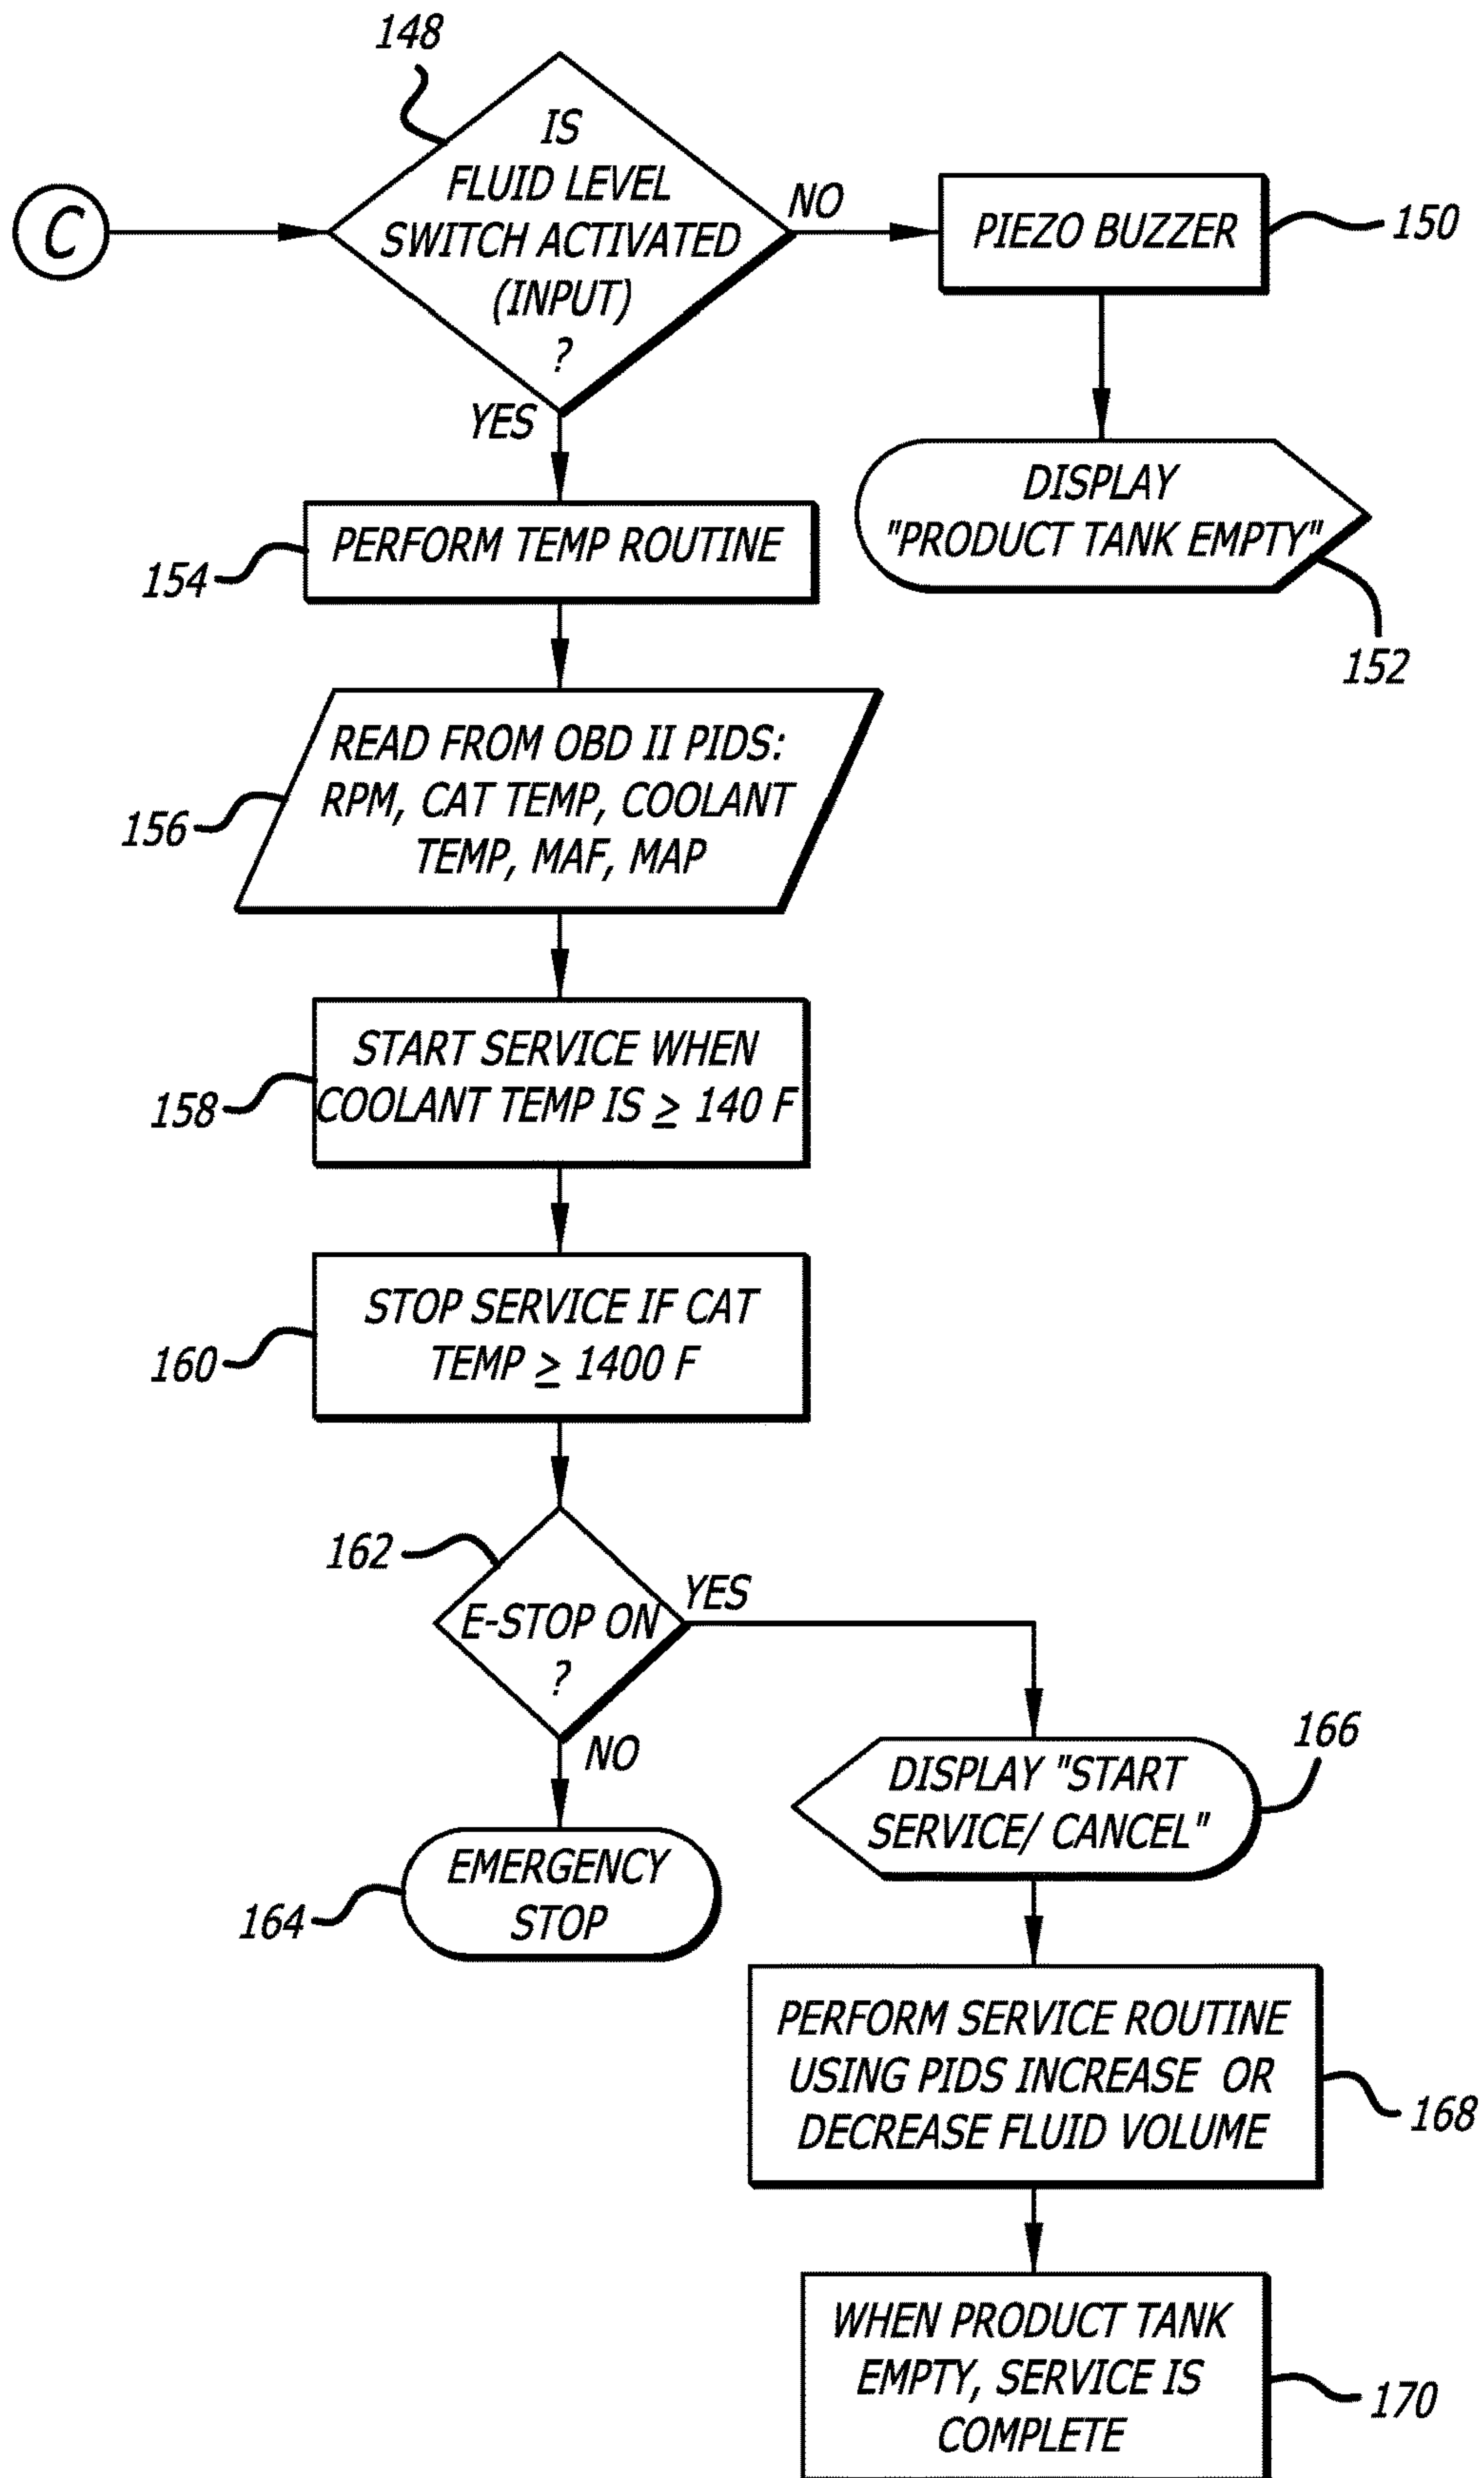 148
IS
FLUID LEVEL
SWITCH ACTIVATED
(INPUT)
?
C
NO
PIEZO BUZZER
150
YES
DISPLAY
"PRODUCT TANK EMPTY"
152
PERFORM TEMP ROUTINE
154
READ FROM OBD II PIDS:
RPM, CAT TEMP, COOLANT
TEMP, MAF, MAP
156
START SERVICE WHEN
COOLANT TEMP IS ≥ 140 F
158
STOP SERVICE IF CAT
TEMP ≥ 1400 F
160
162
E-STOP ON
?
YES
NO
EMERGENCY
STOP
164
DISPLAY "START
SERVICE/ CANCEL"
166
PERFORM SERVICE ROUTINE
USING PIDS INCREASE OR
DECREASE FLUID VOLUME
168
WHEN PRODUCT TANK
EMPTY, SERVICE IS
COMPLETE
170